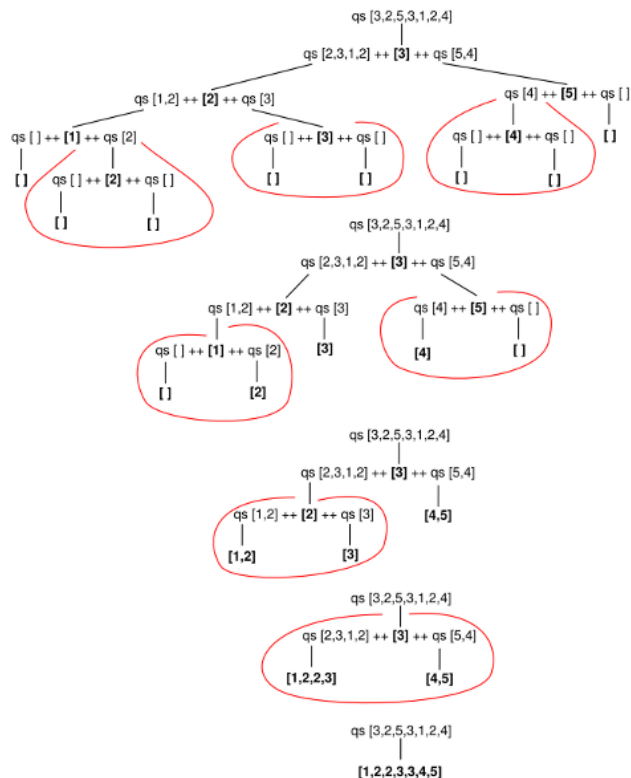 qs [3,2,5,3,1,2,4]
qs [2,3,1,2] ++ [3] ++ qs [5,4]
qs [1,2] ++ [2] ++ qs [3] qs [4] ++ [5] ++ qs [ ]
qs [ ] ++ [1] ++ qs [2] qs [ ] ++ [3] ++ qs [ ] qs [ ] ++ [4] ++ qs [ ] [ ]
[ ] qs [ ] ++ [2] ++ qs [ ] [ ] [ ] [ ] [ ]
[ ] [ ]
qs [3,2,5,3,1,2,4]
qs [2,3,1,2] ++ [3] ++ qs [5,4]
qs [1,2] ++ [2] ++ qs [3] qs [4] ++ [5] ++ qs [ ]
qs [ ] ++ [1] ++ qs [2] [3] [4] [ ]
[ ] [2]
qs [3,2,5,3,1,2,4]
qs [2,3,1,2] ++ [3] ++ qs [5,4]
qs [1,2] ++ [2] ++ qs [3] [4,5]
[1,2] [3]
qs [3,2,5,3,1,2,4]
qs [2,3,1,2] ++ [3] ++ qs [5,4]
[1,2,2,3] [4,5]
qs [3,2,5,3,1,2,4]
[1,2,2,3,3,4,5]